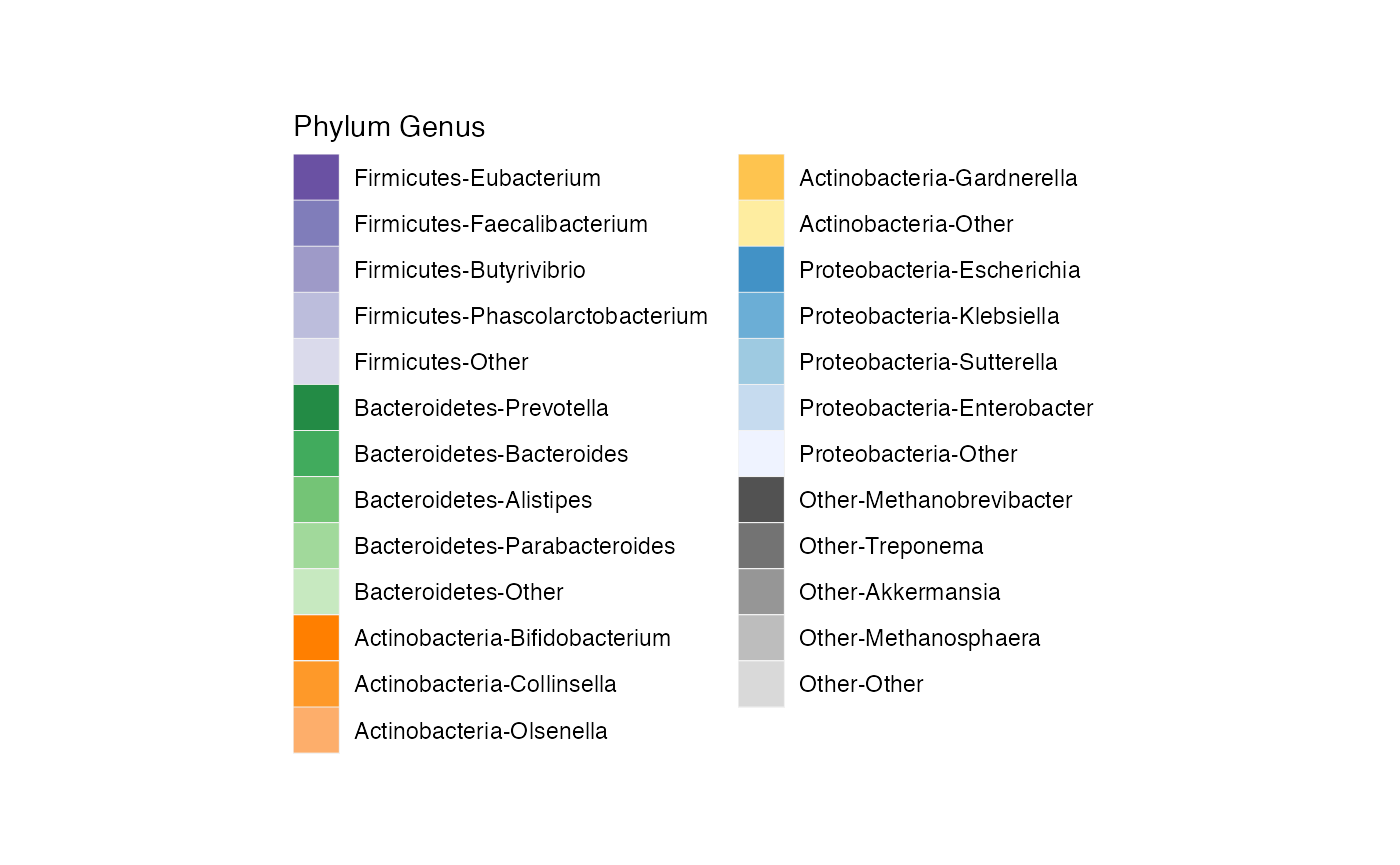 Phylum Genus
Firmicutes-Eubacterium
Firmicutes-Faecalibacterium
Firmicutes-Butyrivibrio
Firmicutes-Phascolarctobacterium
Firmicutes-Other
Bacteroidetes-Prevotella
Bacteroidetes-Bacteroides
Bacteroidetes-Alistipes
Bacteroidetes-Parabacteroides
Bacteroidetes-Other
Actinobacteria-Bifidobacterium
Actinobacteria-Collinsella
Actinobacteria-Olsenella
Actinobacteria-Gardnerella
Actinobacteria-Other
Proteobacteria-Escherichia
Proteobacteria-Klebsiella
Proteobacteria-Sutterella
Proteobacteria-Enterobacter
Proteobacteria-Other
Other-Methanobrevibacter
Other-Treponema
Other-Akkermansia
Other-Methanosphaera
Other-Other